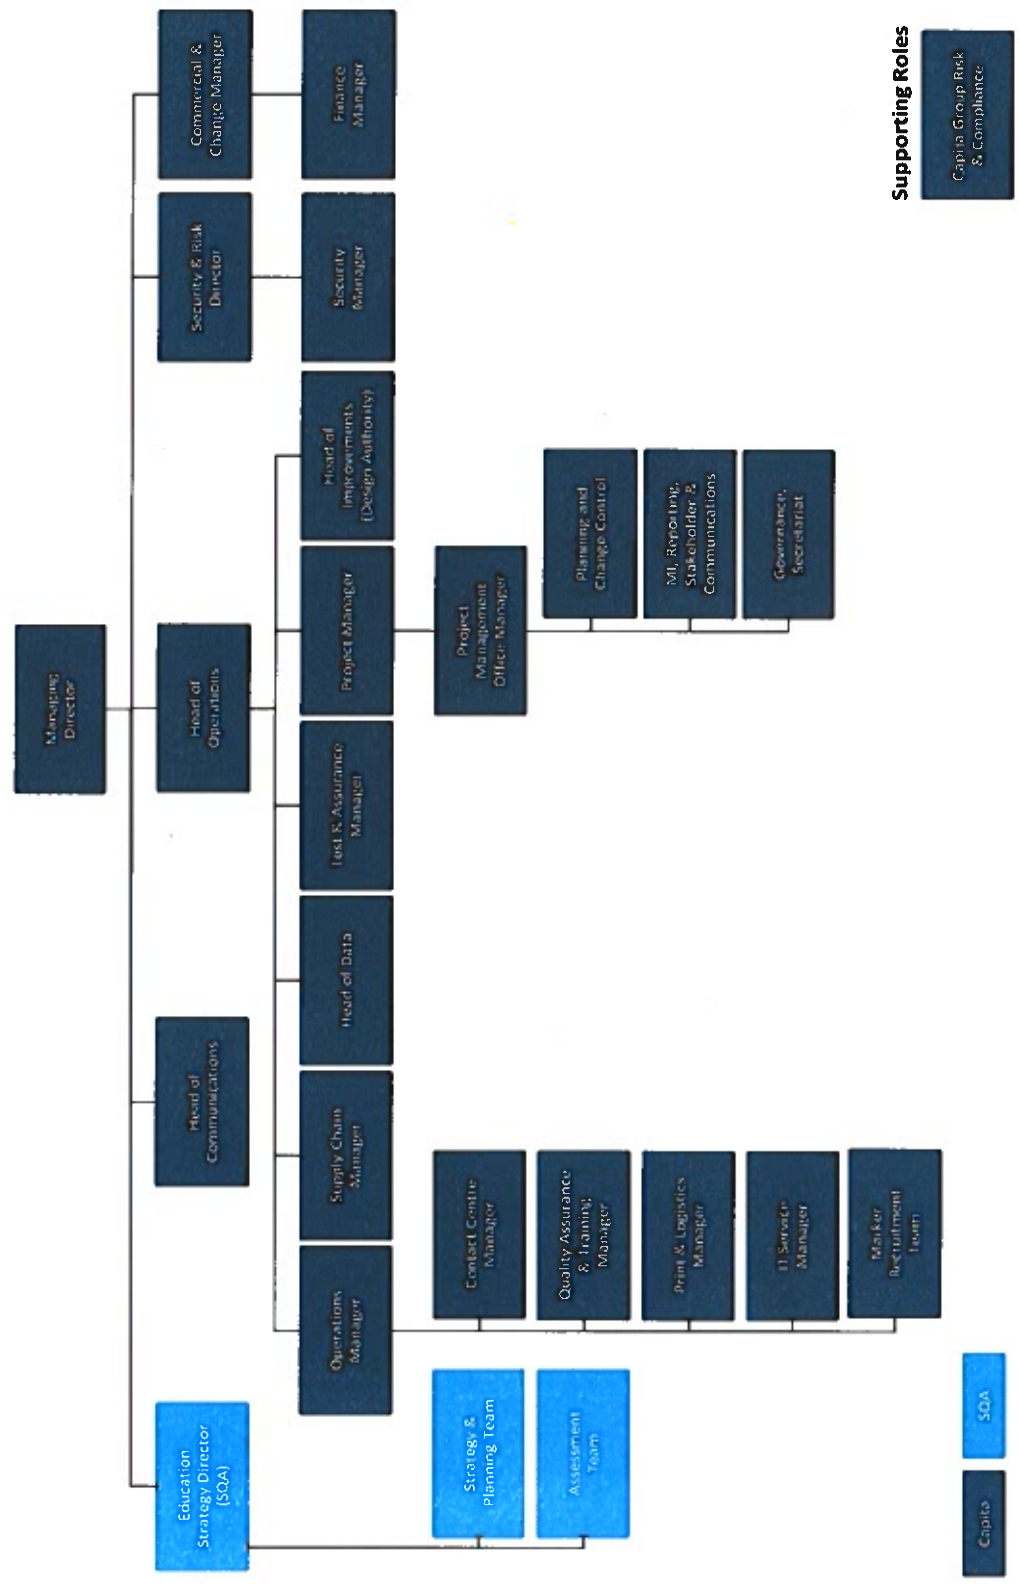 Managing
Director
Education
Strategy Director
(SQA)
Head of
Communications
Head of
Operations
Security & Risk
Director
Commercial &
Change Manager
Operations
Manager
Supply Chain
Manager
Head of Data
Test & Assurance
Manager
Project Manager
Head of
Improvements
(Design Authority)
Security
Manager
Finance
Manager
Strategy &
Planning Team
Assessment
Team
Contact Centre
Manager
Quality Assurance
& Training
Manager
Print & Logistics
Manager
IT Service
Manager
Marker
Recruitment
Team
Project
Management
Office Manager
Planning and
Change Control
MI, Reporting,
Stakeholder &
Communications
Governance,
Secretariat
Supporting Roles
Capita Group Risk
& Compliance
Capita
SQA